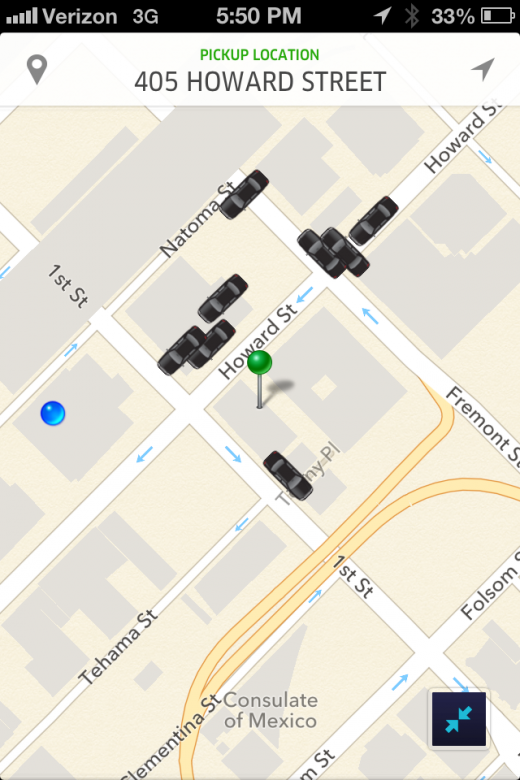 Verizon 3G 5:50 PM 33%
PICKUP LOCATION
405 HOWARD STREET
Howard St
Natoma St
1st St
Howard St
Fremont St
1st St
Folsom
Tehama St
Consulate
of Mexico
Clementina St
St